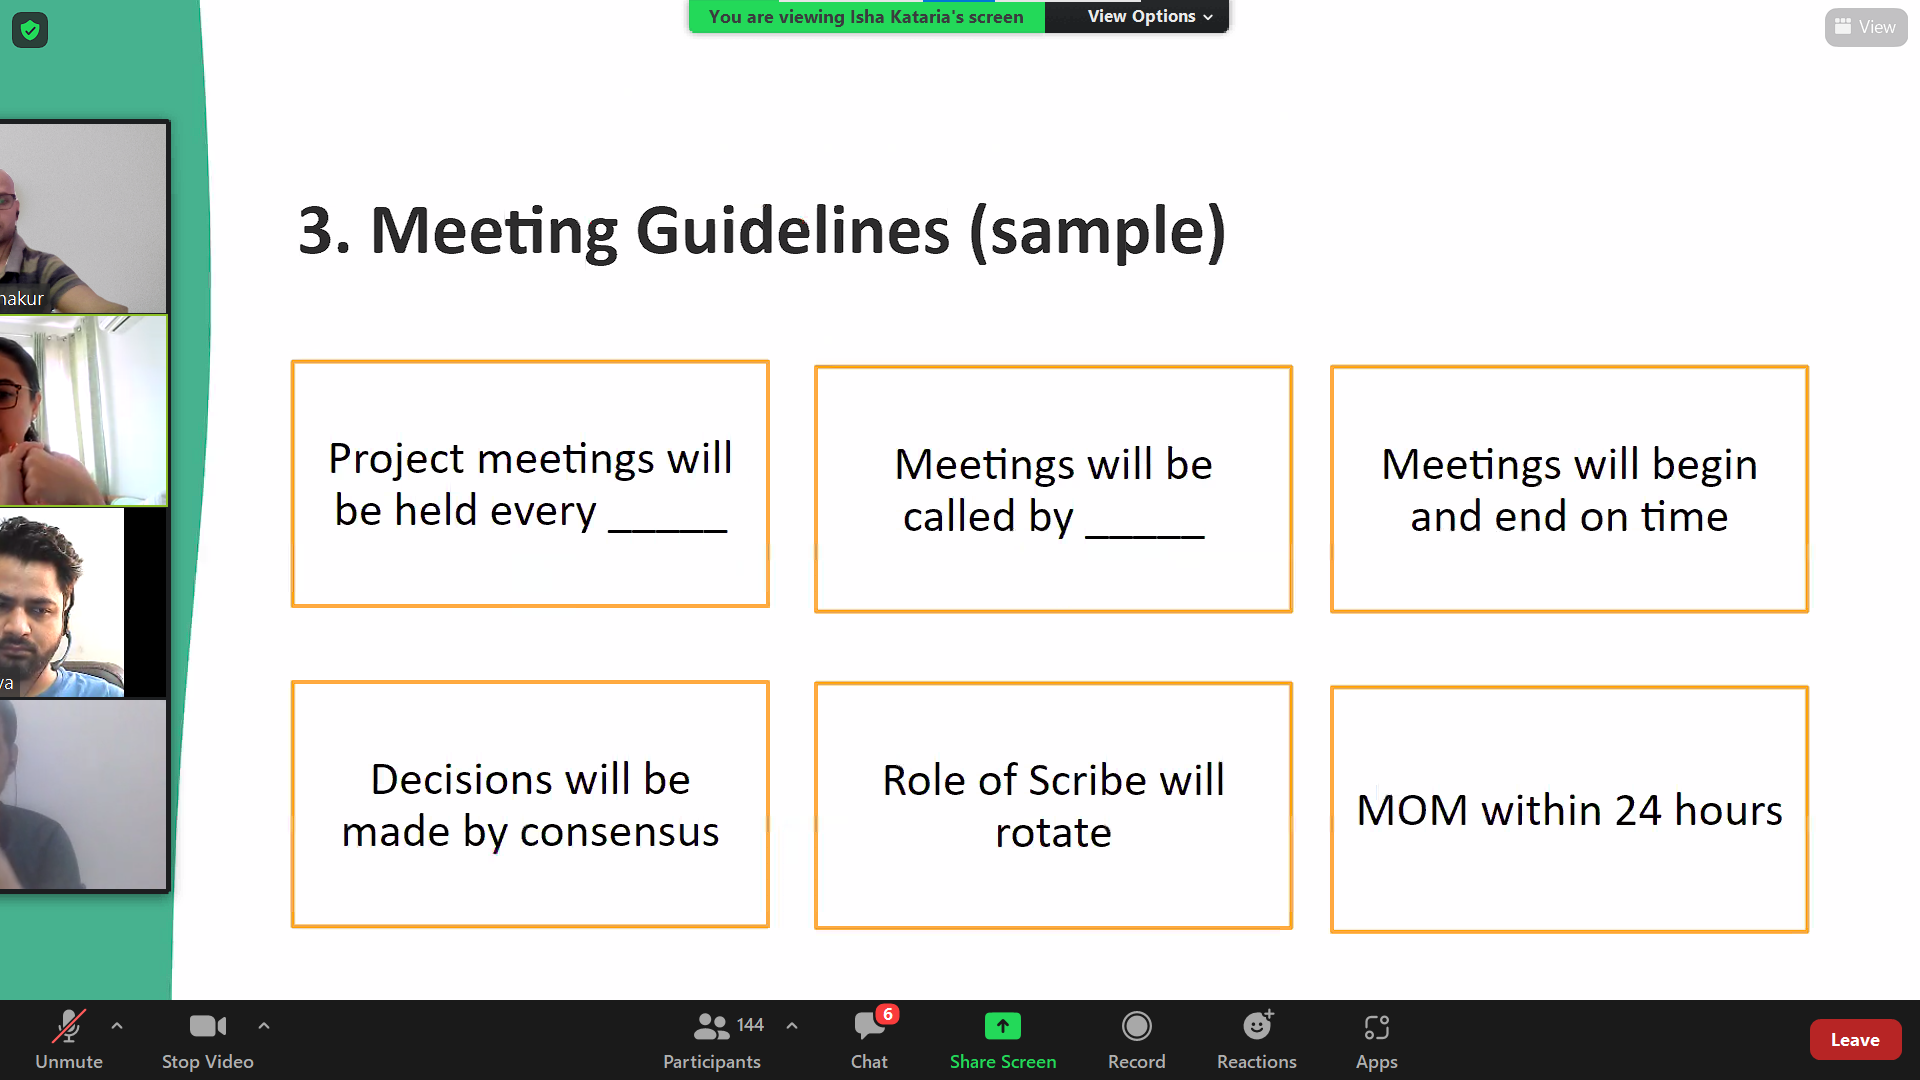 You are viewing Isha Kataria's screen
View Options
View
3. Meeting Guidelines (sample)
Project meetings will
be held every _____
Meetings will be
called by _____
Meetings will begin
and end on time
Decisions will be
made by consensus
Role of Scribe will
rotate
MOM within 24 hours
nakur
va
Unmute
Stop Video
144
Participants
6
Chat
Share Screen
Record
Reactions
Apps
Leave